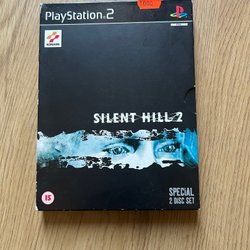 PlayStation.2
KONAMI
SILENT HILL 2
15
SPECIAL
2 DISC SET